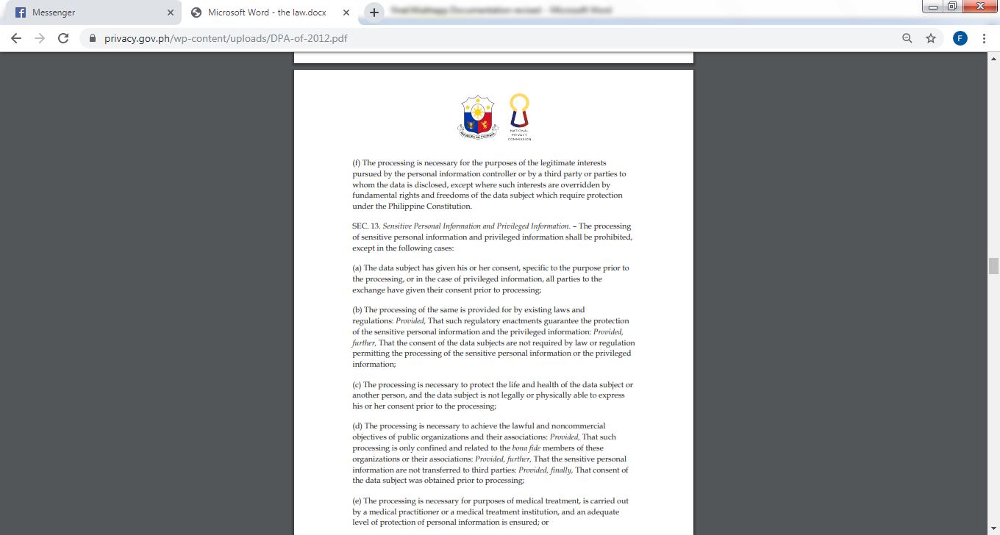 Messenger
Microsoft Word - the law.docx
final Multiapp Documentation revised - Microsoft Word
privacy.gov.ph/wp-content/uploads/DPA-of-2012.pdf
F
NATIONAL
PRIVACY
COMMISSION
(f) The processing is necessary for the purposes of the legitimate interests
pursued by the personal information controller or by a third party or parties to
whom the data is disclosed, except where such interests are overridden by
fundamental rights and freedoms of the data subject which require protection
under the Philippine Constitution.
SEC. 13. Sensitive Personal Information and Privileged Information. – The processing
of sensitive personal information and privileged information shall be prohibited,
except in the following cases:
(a) The data subject has given his or her consent, specific to the purpose prior to
the processing, or in the case of privileged information, all parties to the
exchange have given their consent prior to processing;
(b) The processing of the same is provided for by existing laws and
regulations: Provided, That such regulatory enactments guarantee the protection
of the sensitive personal information and the privileged information: Provided,
further, That the consent of the data subjects are not required by law or regulation
permitting the processing of the sensitive personal information or the privileged
information;
(c) The processing is necessary to protect the life and health of the data subject or
another person, and the data subject is not legally or physically able to express
his or her consent prior to the processing;
(d) The processing is necessary to achieve the lawful and noncommercial
objectives of public organizations and their associations: Provided, That such
processing is only confined and related to the bona fide members of these
organizations or their associations: Provided, further, That the sensitive personal
information are not transferred to third parties: Provided, finally, That consent of
the data subject was obtained prior to processing;
(e) The processing is necessary for purposes of medical treatment, is carried out
by a medical practitioner or a medical treatment institution, and an adequate
level of protection of personal information is ensured; or